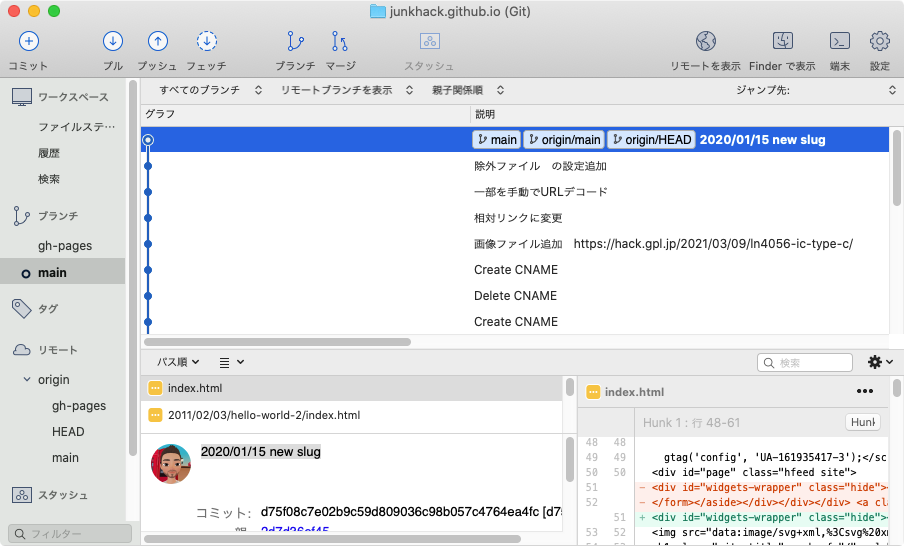 junkhack.github.io (Git)
コミット プル プッシュ フェッチ ブランチ マージ スタッシュ リモートを表示 Finder で表示 端末 設定
ワークスペース
ファイルステ…
履歴
検索
ブランチ
gh-pages
main
タグ
リモート
origin
gh-pages
HEAD
main
スタッシュ
フィルター
すべてのブランチ リモートブランチを表示 親子関係順 ジャンプ先:
グラフ 説明
main origin/main origin/HEAD 2020/01/15 new slug
除外ファイル　の設定追加
一部を手動でURLデコード
相対リンクに変更
画像ファイル追加　https://hack.gpl.jp/2021/03/09/ln4056-ic-type-c/
Create CNAME
Delete CNAME
Create CNAME
パス順 検索
index.html
2011/02/03/hello-world-2/index.html
2020/01/15 new slug
コミット: d75f08c7e02b9c59d809036c98b057c4764ea4fc [d75
index.html
Hunk 1 : 行 48-61 Hunk
48 48
49 49 gtag('config', 'UA-161935417-3');</sc
50 50 <div id="page" class="hfeed site">
51 - <div id="widgets-wrapper" class="hide">
52 - </form></aside></div></div></div> <a cl
51 + <div id="widgets-wrapper" class="hide">
53 52 <img src="data:image/svg+xml,%3Csvg%20xm